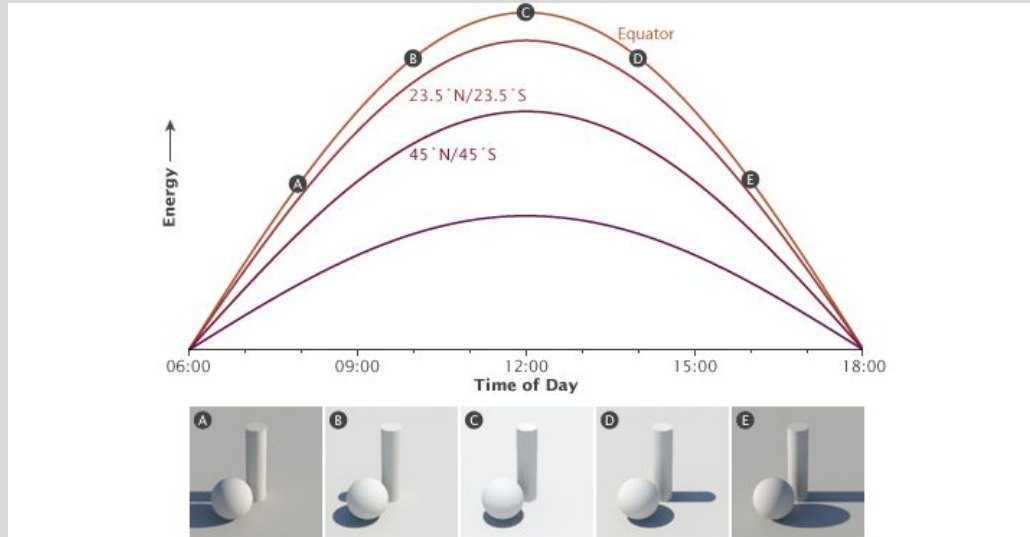 C
Equator
B
D
23.5°N/23.5°S
45°N/45°S
A
E
Energy
06:00 09:00 12:00 15:00 18:00
Time of Day
A B C D E